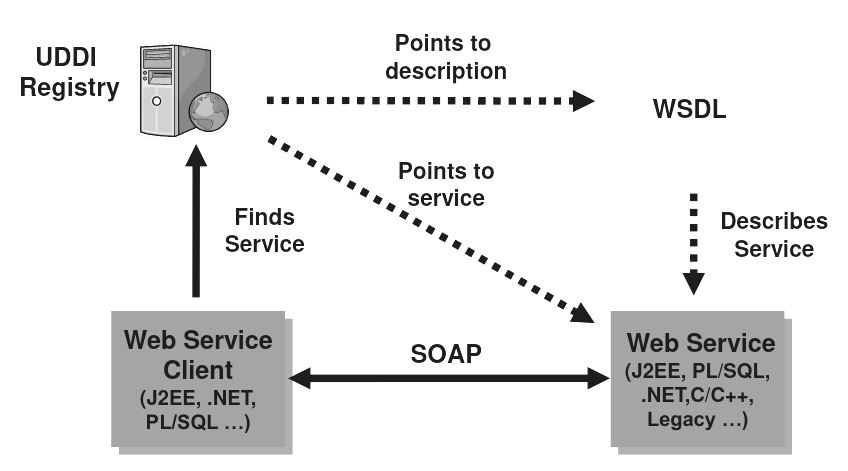 UDDI
Registry
Points to
description
WSDL
Points to
service
Finds
Service
Describes
Service
Web Service
Client
(J2EE, .NET,
PL/SQL ...)
SOAP
Web Service
(J2EE, PL/SQL,
.NET,C/C++,
Legacy ...)